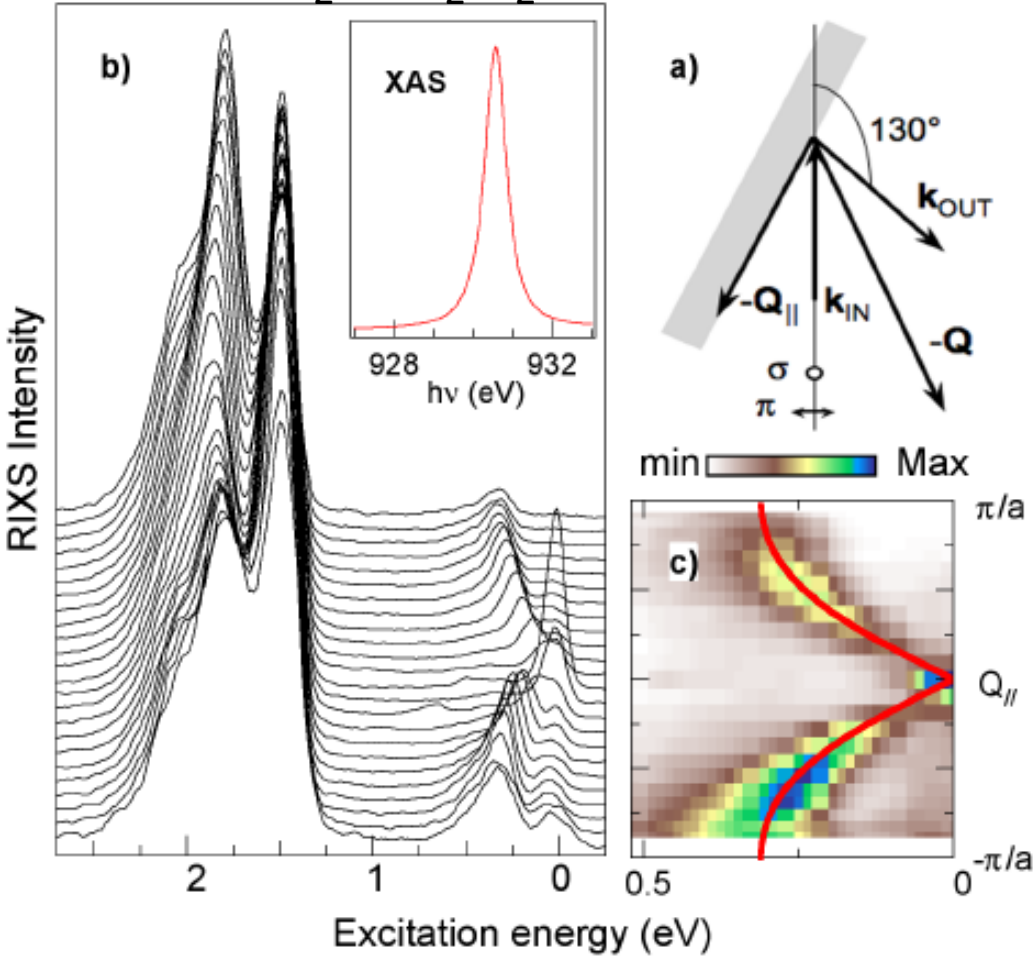 b)
XAS
928 932
hν (eV)
RIXS Intensity
2 1 0
Excitation energy (eV)
a)
130°
k_OUT
-Q_||
k_IN
-Q
σ
π
min Max
c)
π/a
Q_//
-π/a
0.5 0